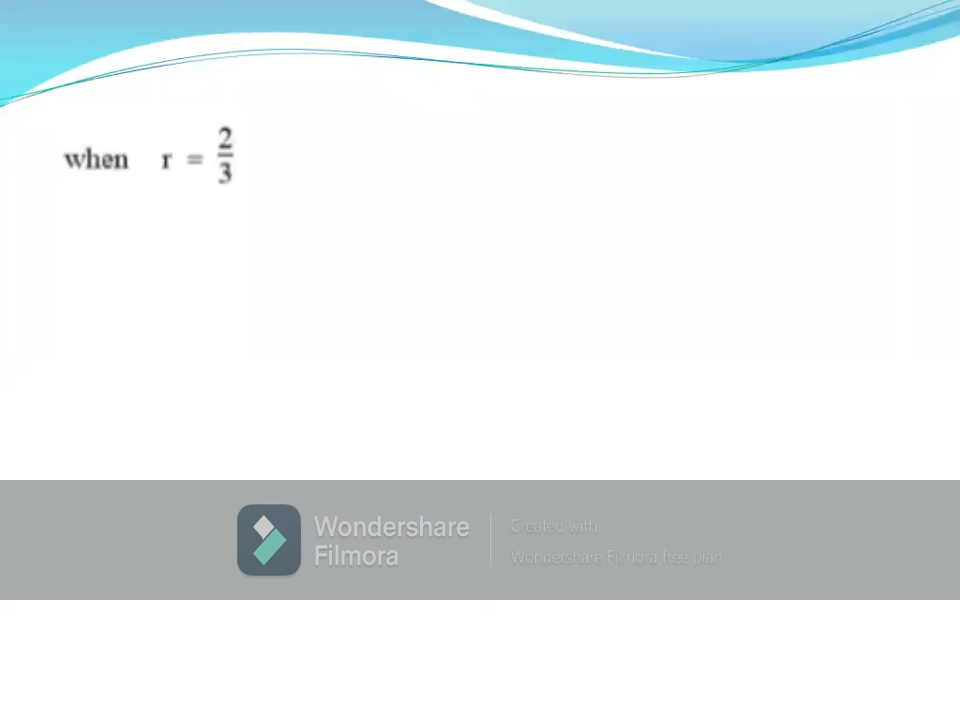 when r = 2/3
Wondershare
Filmora
Created with
Wondershare Filmora free plan